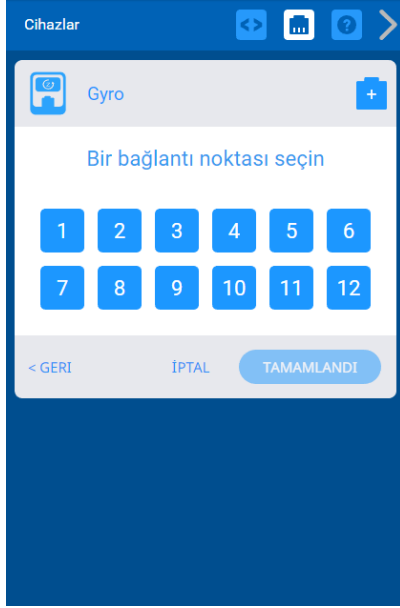 Cihazlar
Gyro
Bir bağlantı noktası seçin
1 2 3 4 5 6
7 8 9 10 11 12
< GERI İPTAL TAMAMLANDI